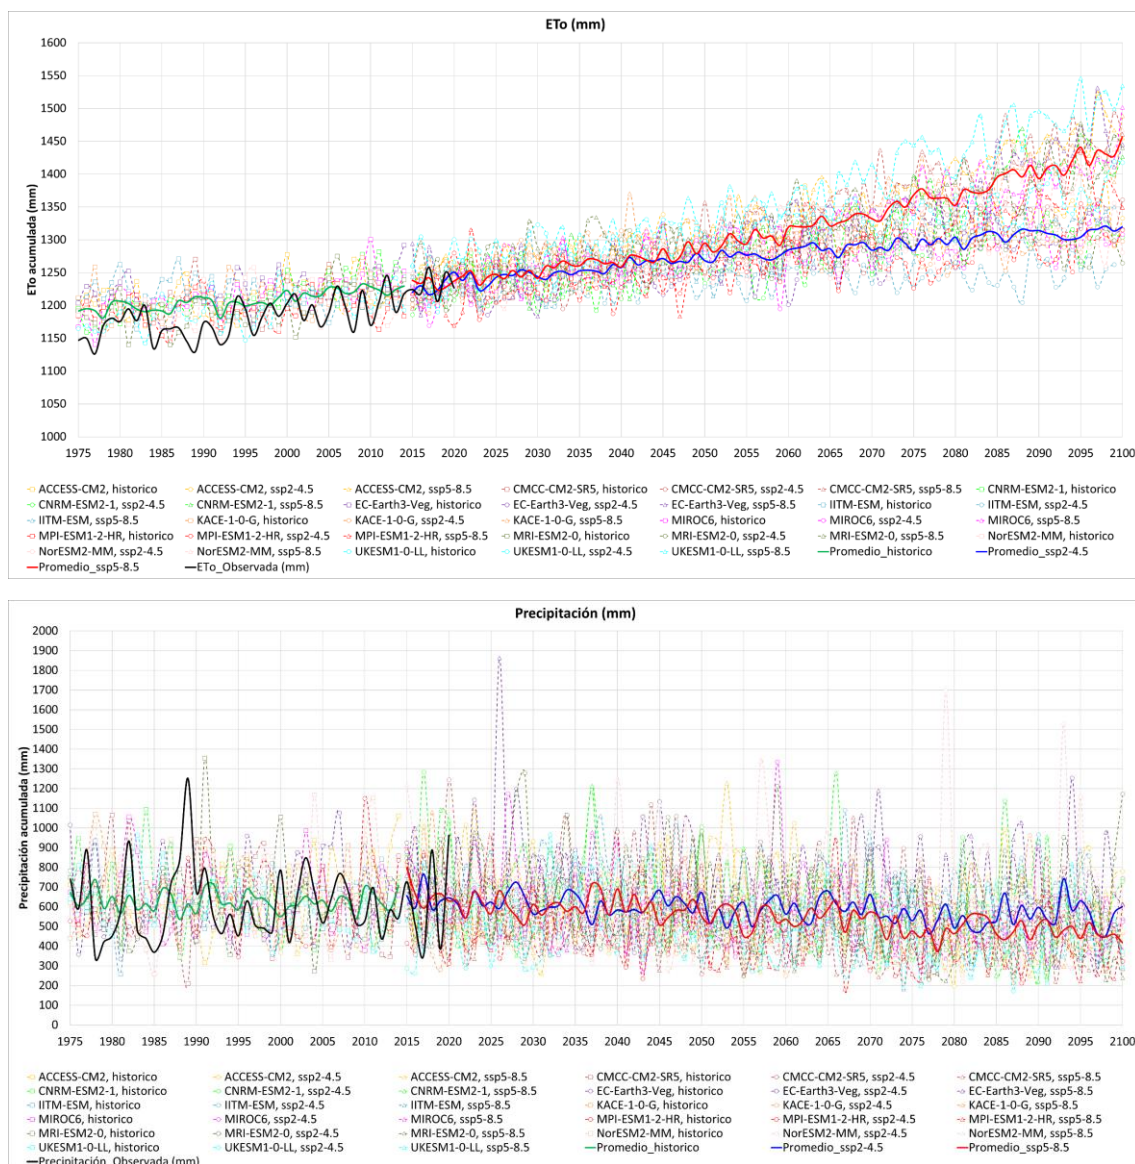 ETo (mm)
1600
1550
1500
1450
1400
1350
1300
1250
1200
1150
1100
1050
1000
ETo acumulada (mm)
1975 1980 1985 1990 1995 2000 2005 2010 2015 2020 2025 2030 2035 2040 2045 2050 2055 2060 2065 2070 2075 2080 2085 2090 2095 2100
ACCESS-CM2, historico ACCESS-CM2, ssp2-4.5 ACCESS-CM2, ssp5-8.5 CMCC-CM2-SR5, historico CMCC-CM2-SR5, ssp2-4.5 CMCC-CM2-SR5, ssp5-8.5 CNRM-ESM2-1, historico
CNRM-ESM2-1, ssp2-4.5 CNRM-ESM2-1, ssp5-8.5 EC-Earth3-Veg, historico EC-Earth3-Veg, ssp2-4.5 EC-Earth3-Veg, ssp5-8.5 IITM-ESM, historico IITM-ESM, ssp2-4.5
IITM-ESM, ssp5-8.5 KACE-1-0-G, historico KACE-1-0-G, ssp2-4.5 KACE-1-0-G, ssp5-8.5 MIROC6, historico MIROC6, ssp2-4.5 MIROC6, ssp5-8.5
MPI-ESM1-2-HR, historico MPI-ESM1-2-HR, ssp2-4.5 MPI-ESM1-2-HR, ssp5-8.5 MRI-ESM2-0, historico MRI-ESM2-0, ssp2-4.5 MRI-ESM2-0, ssp5-8.5 NorESM2-MM, historico
NorESM2-MM, ssp2-4.5 NorESM2-MM, ssp5-8.5 UKESM1-0-LL, historico UKESM1-0-LL, ssp2-4.5 UKESM1-0-LL, ssp5-8.5 Promedio_historico Promedio_ssp2-4.5
Promedio_ssp5-8.5 ETo_Observada (mm)
Precipitación (mm)
2000
1900
1800
1700
1600
1500
1400
1300
1200
1100
1000
900
800
700
600
500
400
300
200
100
0
Precipitación acumulada (mm)
1975 1980 1985 1990 1995 2000 2005 2010 2015 2020 2025 2030 2035 2040 2045 2050 2055 2060 2065 2070 2075 2080 2085 2090 2095 2100
ACCESS-CM2, historico ACCESS-CM2, ssp2-4.5 ACCESS-CM2, ssp5-8.5 CMCC-CM2-SR5, historico CMCC-CM2-SR5, ssp2-4.5 CMCC-CM2-SR5, ssp5-8.5
CNRM-ESM2-1, historico CNRM-ESM2-1, ssp2-4.5 CNRM-ESM2-1, ssp5-8.5 EC-Earth3-Veg, historico EC-Earth3-Veg, ssp2-4.5 EC-Earth3-Veg, ssp5-8.5
IITM-ESM, historico IITM-ESM, ssp2-4.5 IITM-ESM, ssp5-8.5 KACE-1-0-G, historico KACE-1-0-G, ssp2-4.5 KACE-1-0-G, ssp5-8.5
MIROC6, historico MIROC6, ssp2-4.5 MIROC6, ssp5-8.5 MPI-ESM1-2-HR, historico MPI-ESM1-2-HR, ssp2-4.5 MPI-ESM1-2-HR, ssp5-8.5
MRI-ESM2-0, historico MRI-ESM2-0, ssp2-4.5 MRI-ESM2-0, ssp5-8.5 NorESM2-MM, historico NorESM2-MM, ssp2-4.5 NorESM2-MM, ssp5-8.5
UKESM1-0-LL, historico UKESM1-0-LL, ssp2-4.5 UKESM1-0-LL, ssp5-8.5 Promedio_historico Promedio_ssp2-4.5 Promedio_ssp5-8.5
Precipitación_Observada (mm)